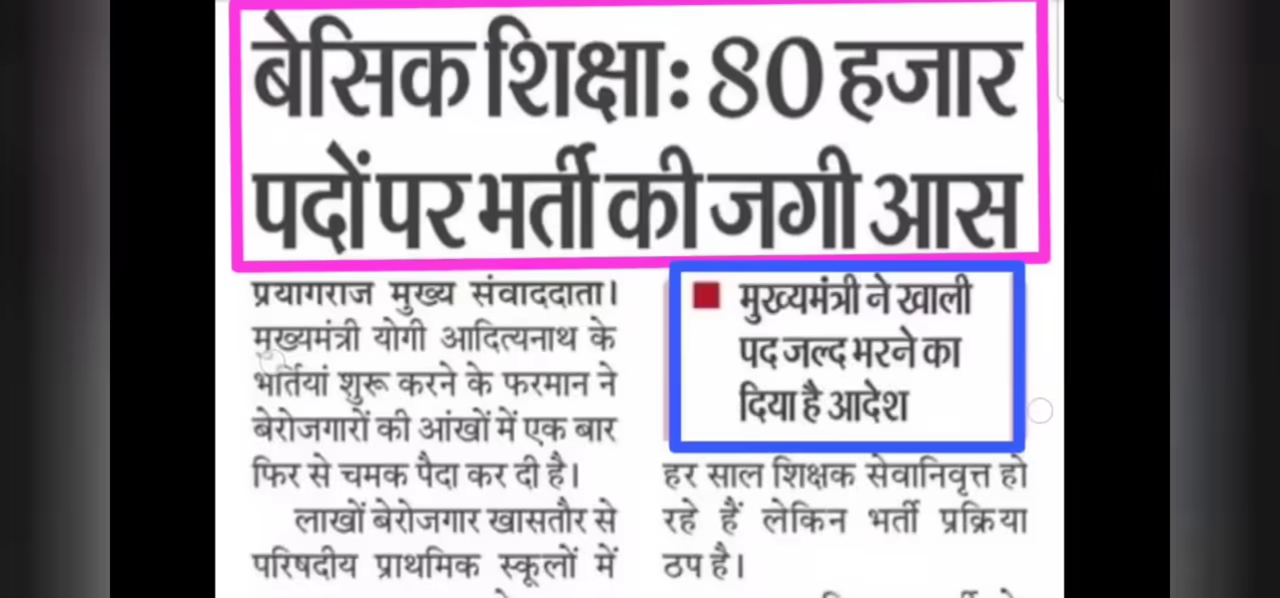 बेसिक शिक्षाः 80 हजार
पदों पर भर्ती की जगी आस
प्रयागराज मुख्य संवाददाता।
मुख्यमंत्री योगी आदित्यनाथ के
भर्तियां शुरू करने के फरमान ने
बेरोजगारों की आंखों में एक बार
फिर से चमक पैदा कर दी है।
लाखों बेरोजगार खासतौर से
परिषदीय प्राथमिक स्कूलों में
■ मुख्यमंत्री ने खाली
पद जल्द भरने का
दिया है आदेश
हर साल शिक्षक सेवानिवृत्त हो
रहे हैं लेकिन भर्ती प्रक्रिया
ठप है।